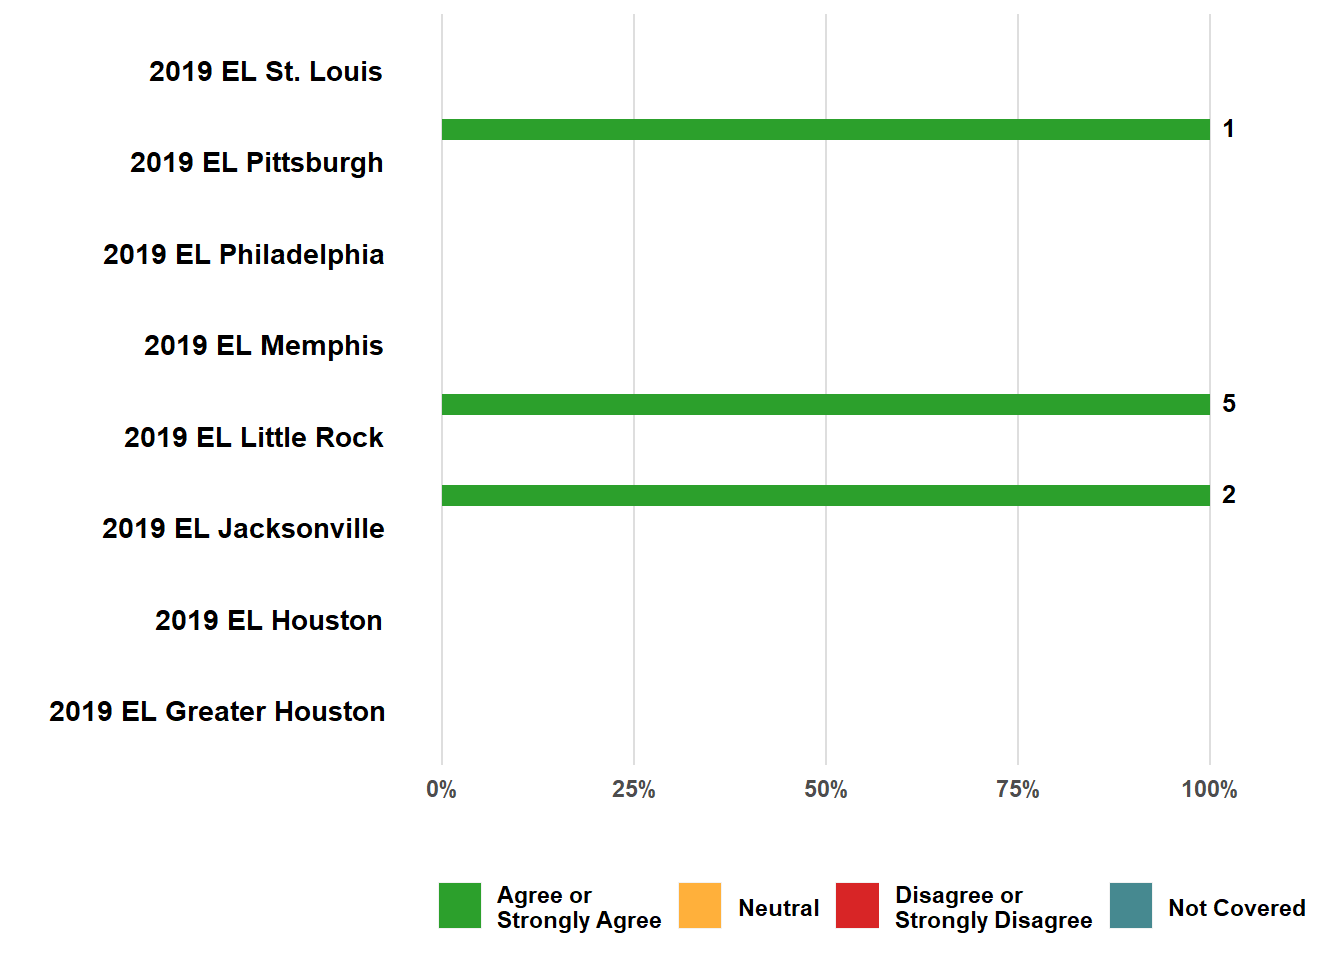 2019 EL St. Louis
1
2019 EL Pittsburgh
2019 EL Philadelphia
2019 EL Memphis
5
2019 EL Little Rock
2
2019 EL Jacksonville
2019 EL Houston
2019 EL Greater Houston
0% 25% 50% 75% 100%
Agree or
Strongly Agree
Neutral
Disagree or
Strongly Disagree
Not Covered